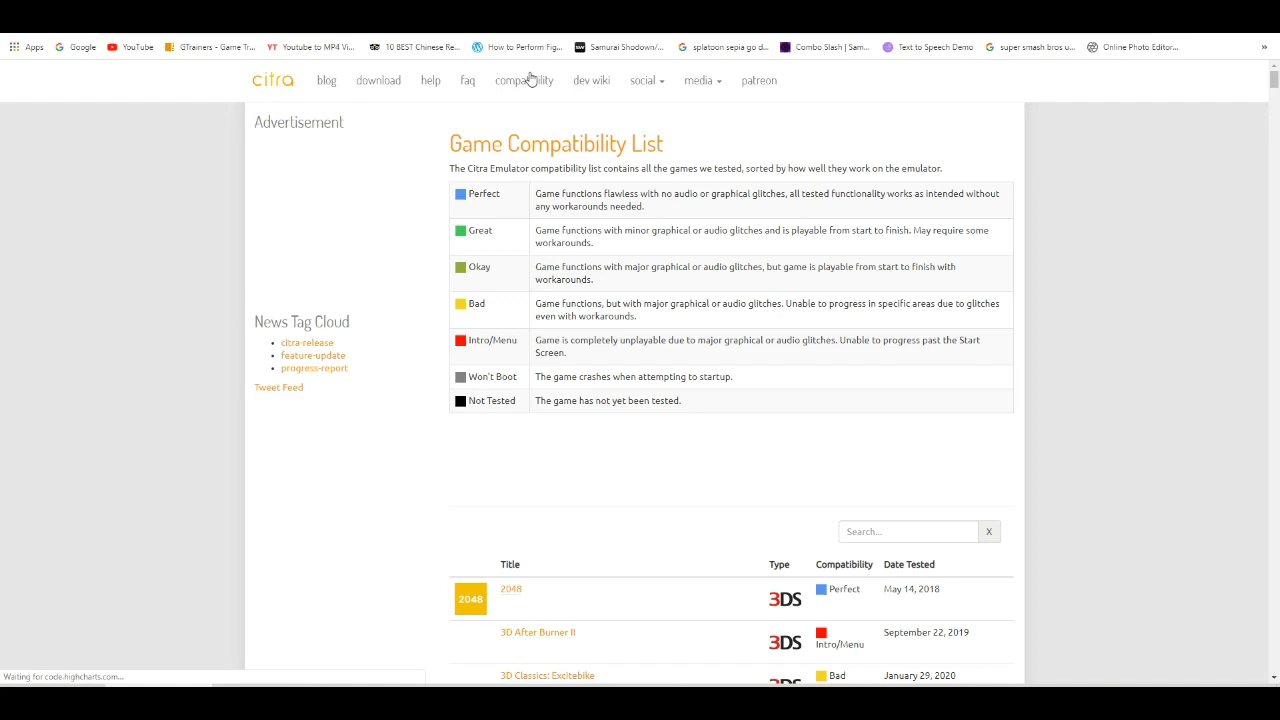 Apps Google YouTube GTrainers - Game Tr... Youtube to MP4 Vi... 10 BEST Chinese Re... How to Perform Fig... Samurai Shodown/... splatoon sepia go d... Combo Slash | Sam... Text to Speech Demo super smash bros u... Online Photo Editor... »
citra blog download help faq compatibility dev wiki social media patreon
Advertisement
Game Compatibility List
The Citra Emulator compatibility list contains all the games we tested, sorted by how well they work on the emulator.
Perfect Game functions flawless with no audio or graphical glitches, all tested functionality works as intended without
any workarounds needed.
Great Game functions with minor graphical or audio glitches and is playable from start to finish. May require some
workarounds.
Okay Game functions with major graphical or audio glitches, but game is playable from start to finish with
workarounds.
Bad Game functions, but with major graphical or audio glitches. Unable to progress in specific areas due to glitches
even with workarounds.
Intro/Menu Game is completely unplayable due to major graphical or audio glitches. Unable to progress past the Start
Screen.
Won't Boot The game crashes when attempting to startup.
Not Tested The game has not yet been tested.
News Tag Cloud
citra-release
feature-update
progress-report
Tweet Feed
Search... X
Title Type Compatibility Date Tested
2048 2048 3DS Perfect May 14, 2018
3D After Burner II 3DS Intro/Menu September 22, 2019
3D Classics: Excitebike 3DS Bad January 29, 2020
Waiting for code.highcharts.com...